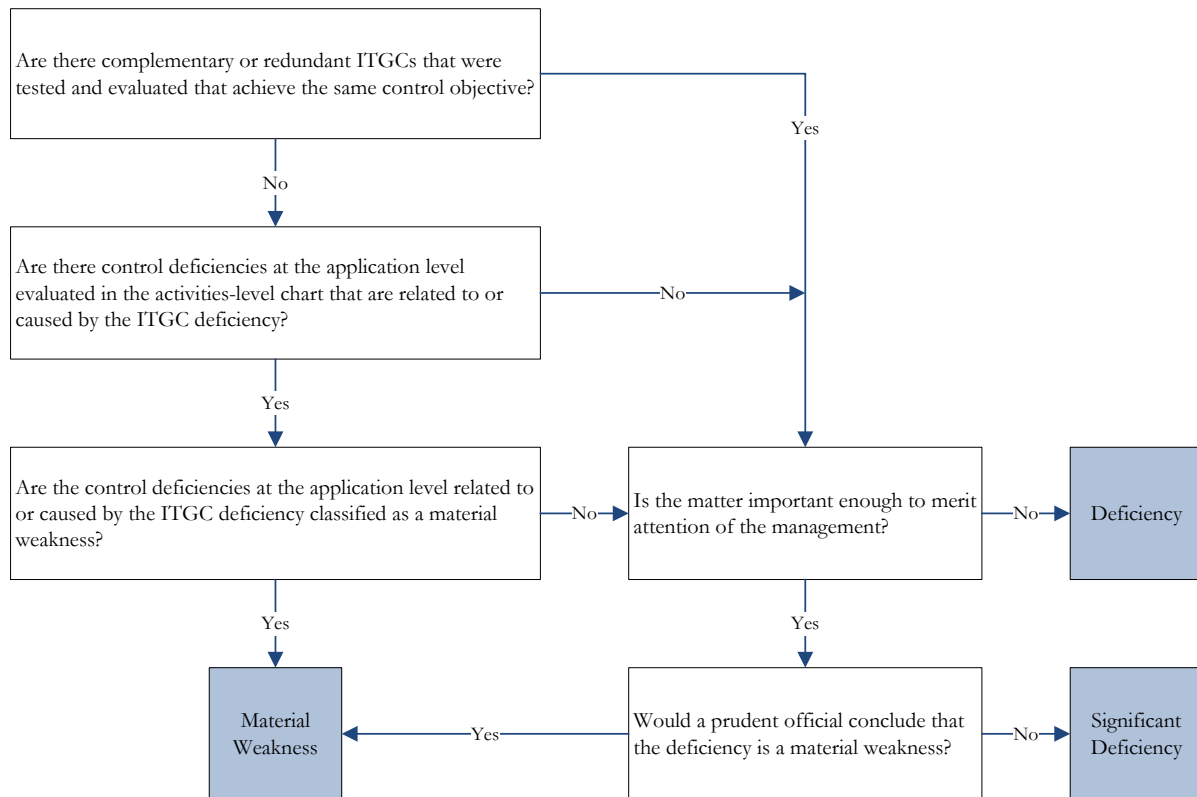 Are there complementary or redundant ITGCs that were
tested and evaluated that achieve the same control objective?
Yes
No
Are there control deficiencies at the application level
evaluated in the activities-level chart that are related to or
caused by the ITGC deficiency?
No
Yes
Are the control deficiencies at the application level related to
or caused by the ITGC deficiency classified as a material
weakness?
No
Is the matter important enough to merit
attention of the management?
No
Deficiency
Yes
Yes
Material
Weakness
Yes
Would a prudent official conclude that
the deficiency is a material weakness?
No
Significant
Deficiency